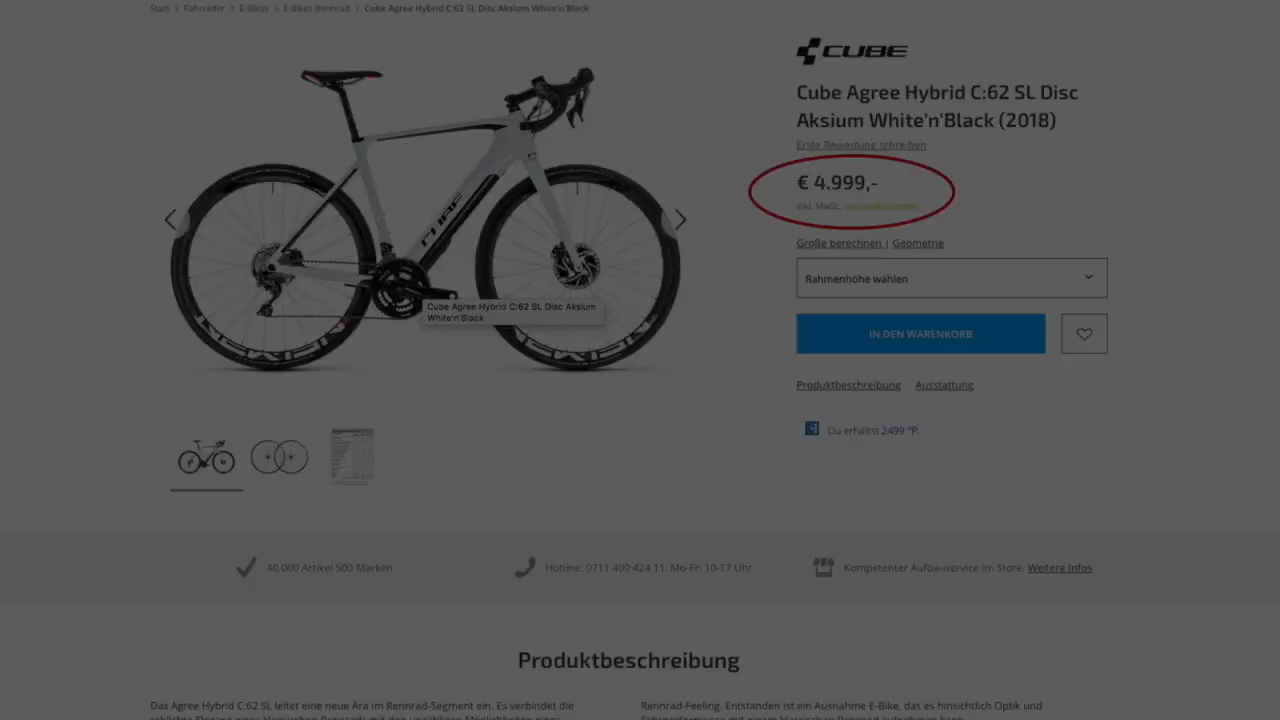 Start > Fahrräder > E-Bikes > E-Bikes Rennrad > Cube Agree Hybrid C:62 SL Disc Aksium White'n'Black
CUBE
Cube Agree Hybrid C:62 SL Disc
Aksium White'n'Black (2018)
Erste Bewertung schreiben
€ 4.999,-
inkl. MwSt.
Größe berechnen | Geometrie
Rahmenhöhe wählen
IN DEN WARENKORB
Produktbeschreibung Ausstattung
Du erhältst 2499 °P.
CUBE
Cube Agree Hybrid C:62 SL Disc Aksium
White'n'Black
40.000 Artikel 500 Marken
Hotline: 0711 400 424 11, Mo-Fr: 10-17 Uhr
Kompetenter Aufbauservice im Store. Weitere Infos
Produktbeschreibung
Das Agree Hybrid C:62 SL leitet eine neue Ära im Rennrad-Segment ein. Es verbindet die
Rennrad-Feeling. Entstanden ist ein Ausnahme E-Bike, das es hinsichtlich Optik und